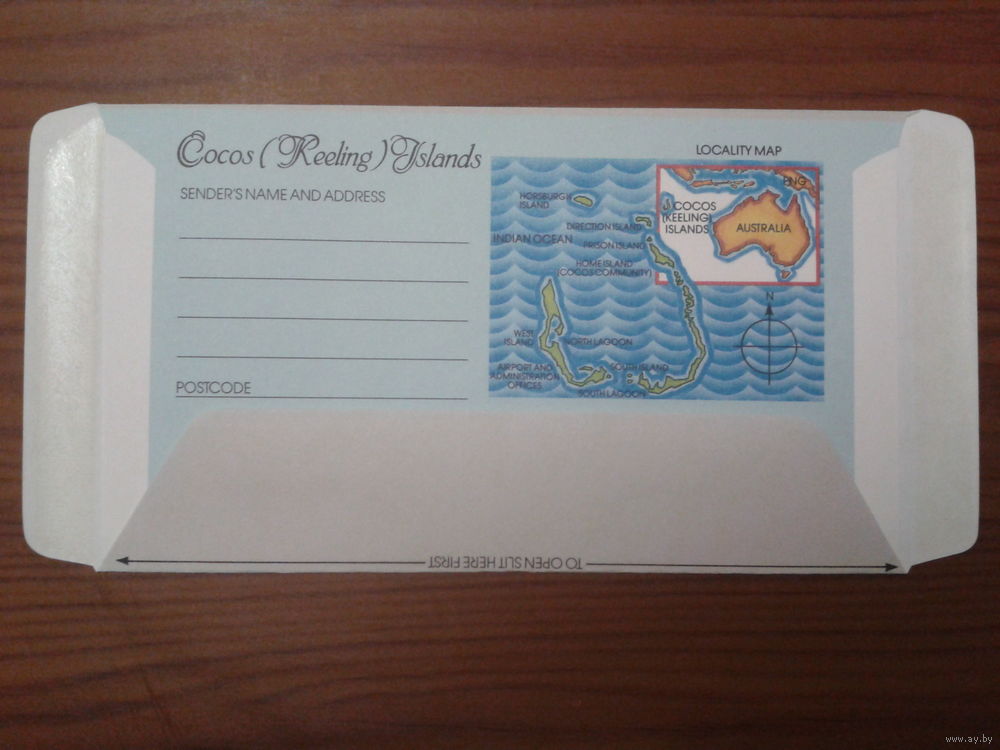 Cocos (Keeling) Islands
SENDER'S NAME AND ADDRESS
POSTCODE
LOCALITY MAP
HORSBURGH
ISLAND
DIRECTION ISLAND
INDIAN OCEAN
PRISON ISLAND
HOME ISLAND
(COCOS COMMUNITY)
WEST
ISLAND
NORTH LAGOON
AIRPORT AND
ADMINISTRATION
OFFICES
SOUTH ISLAND
SOUTH LAGOON
PNG
COCOS
(KEELING)
ISLANDS
AUSTRALIA
N
TO OPEN SLIT HERE FIRST
www.ay.by